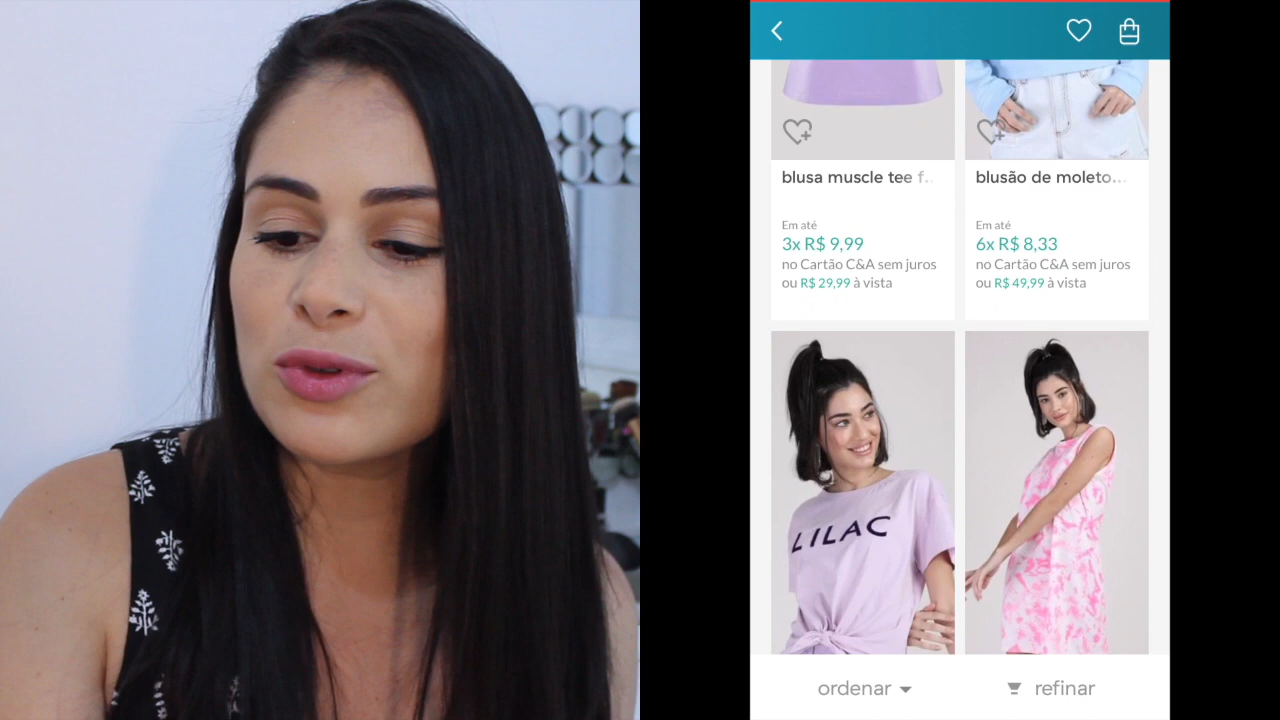 blusa muscle tee f...
blusão de moleto...
Em até
3x R$ 9,99
no Cartão C&A sem juros
ou R$ 29,99 à vista
Em até
6x R$ 8,33
no Cartão C&A sem juros
ou R$ 49,99 à vista
LILAC
ordenar
refinar